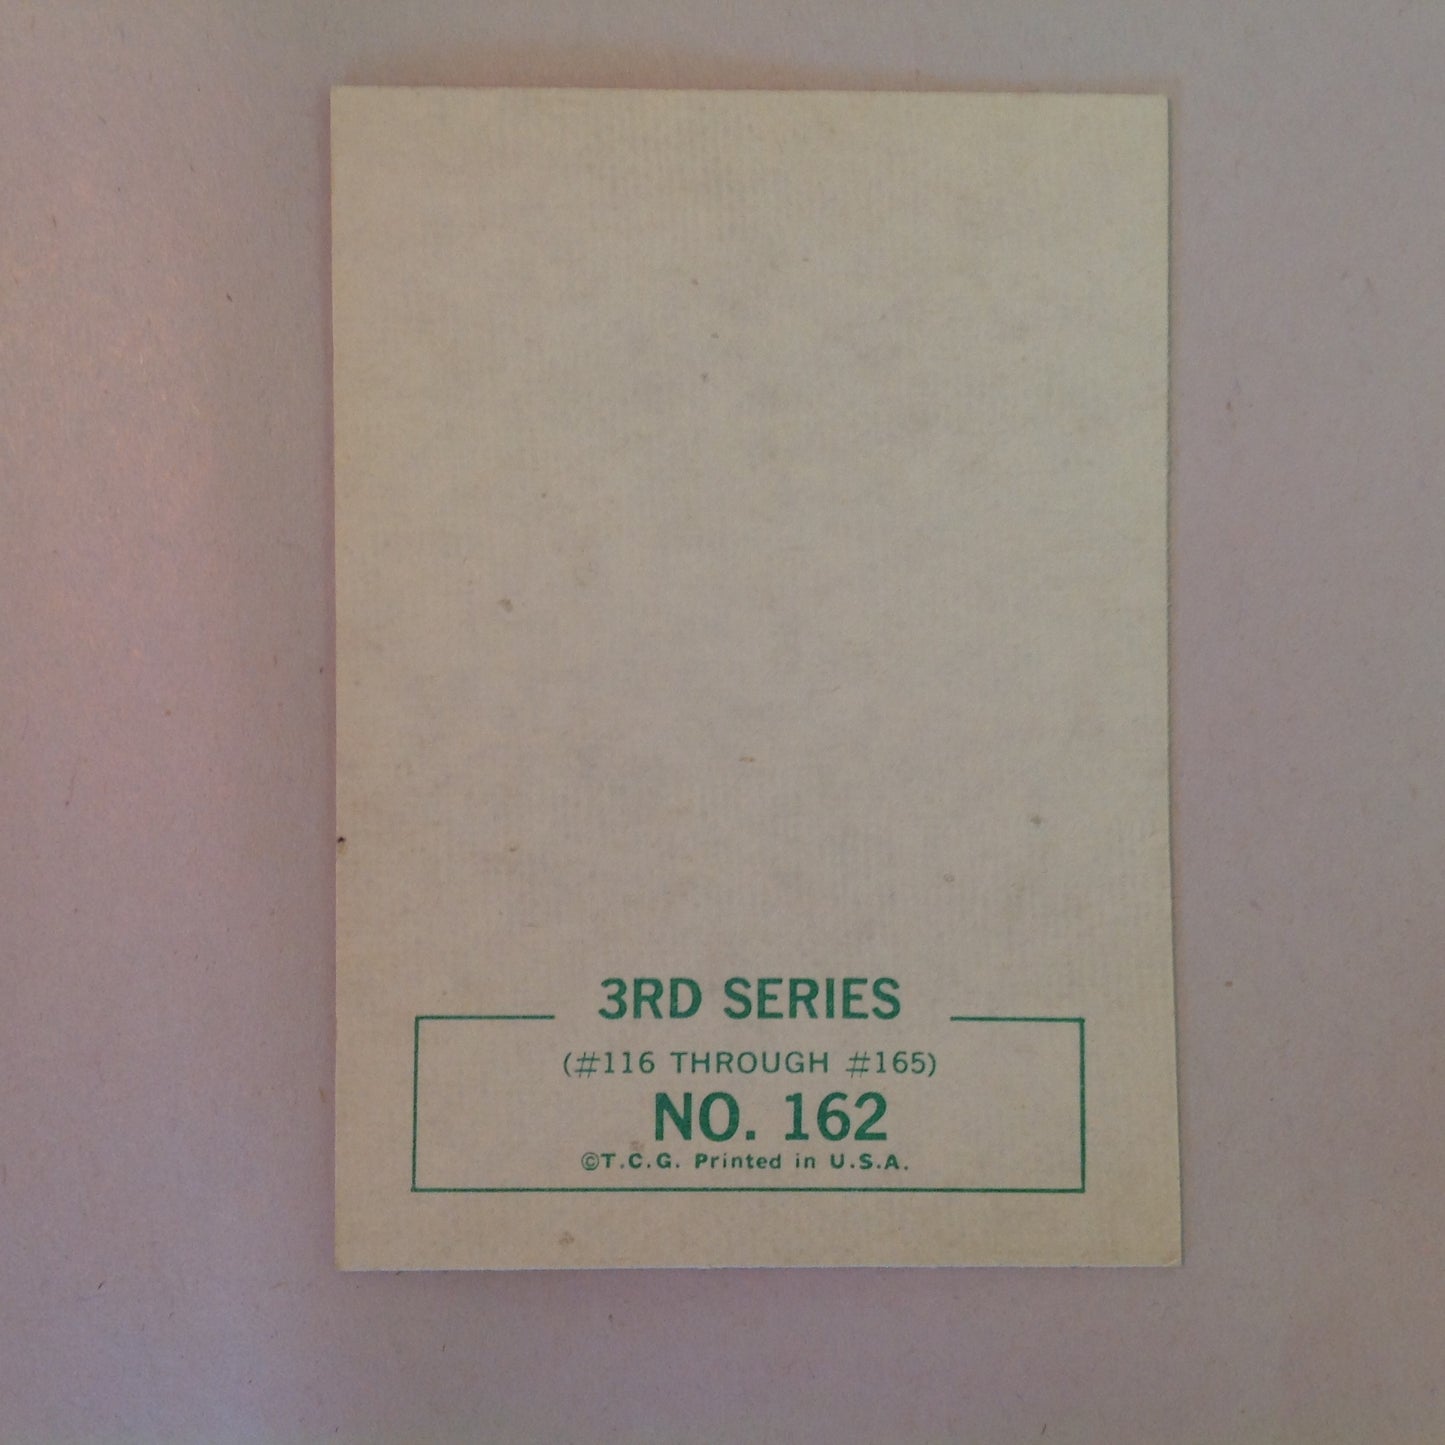 3RD SERIES
(#116 THROUGH #165)
NO. 162
©T.C.G. Printed in U.S.A.